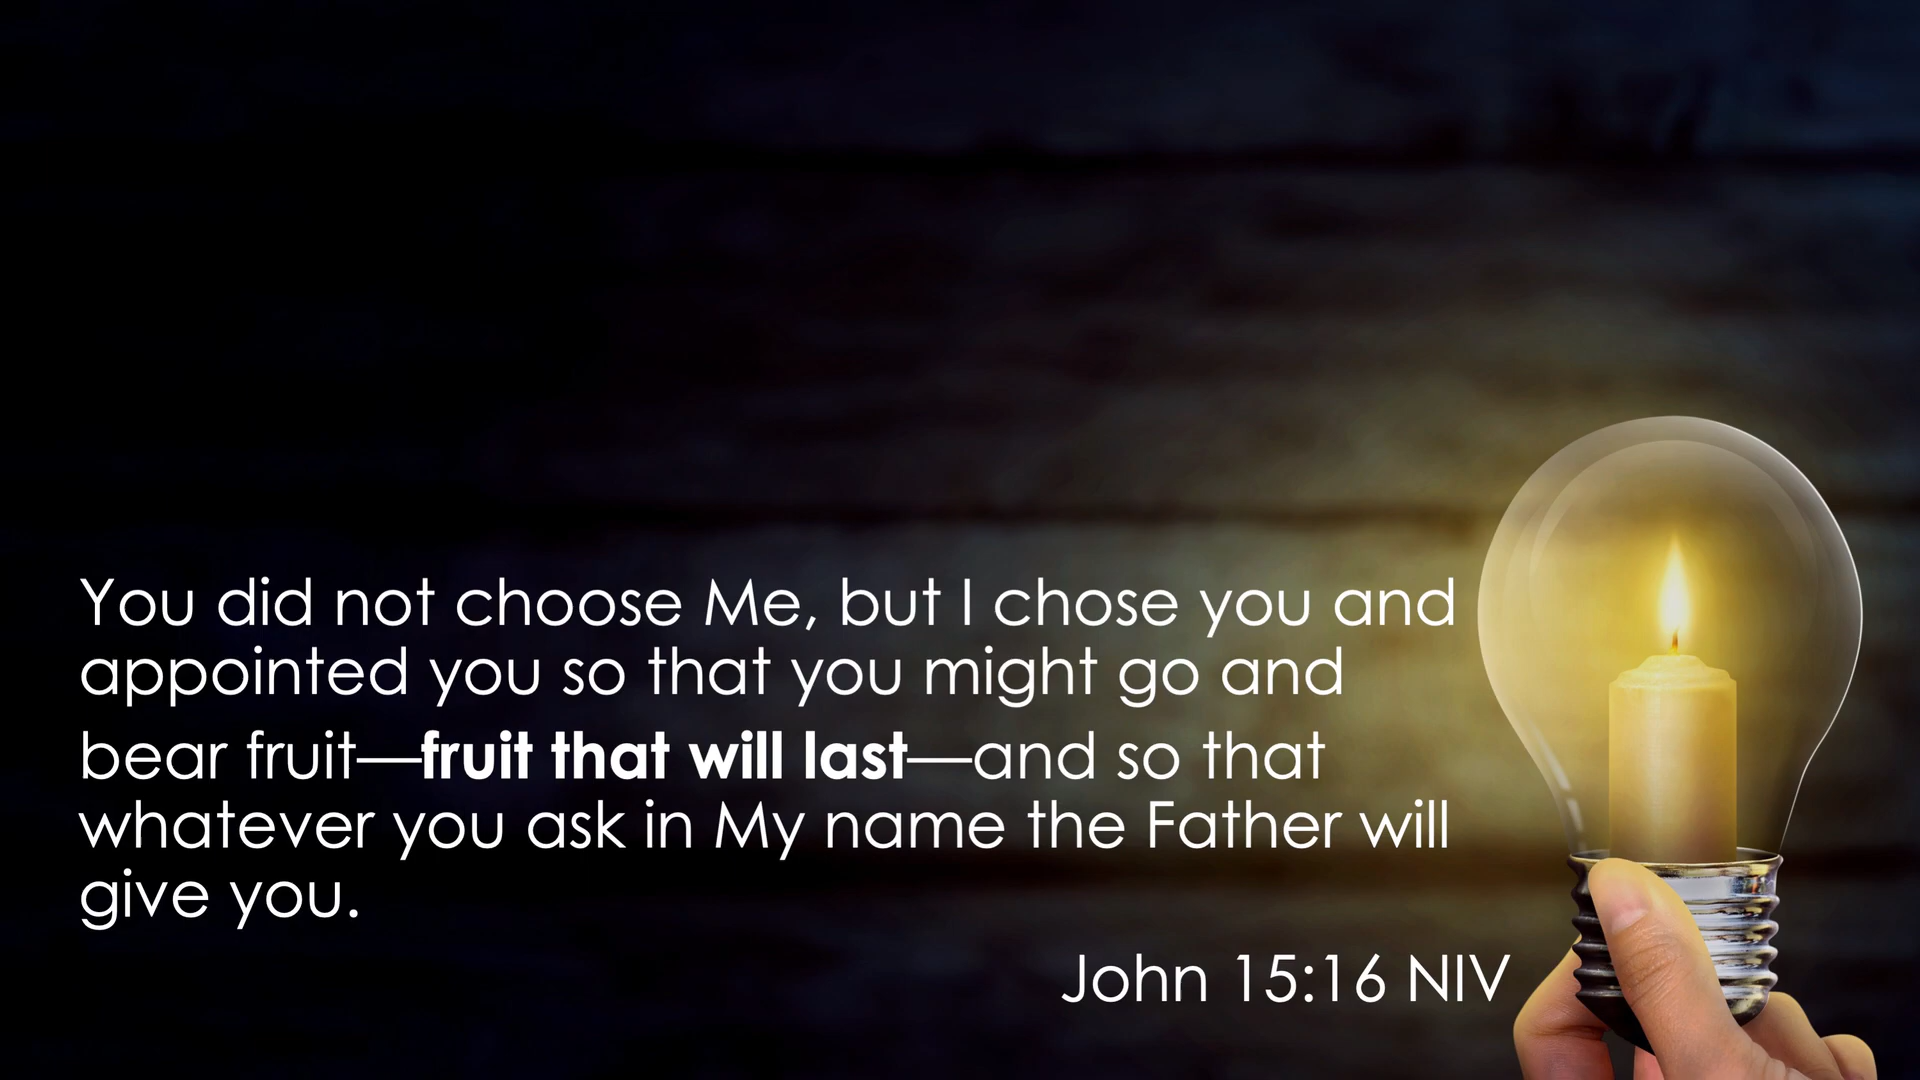 You did not choose Me, but I chose you and
appointed you so that you might go and
bear fruit—fruit that will last—and so that
whatever you ask in My name the Father will
give you.
John 15:16 NIV